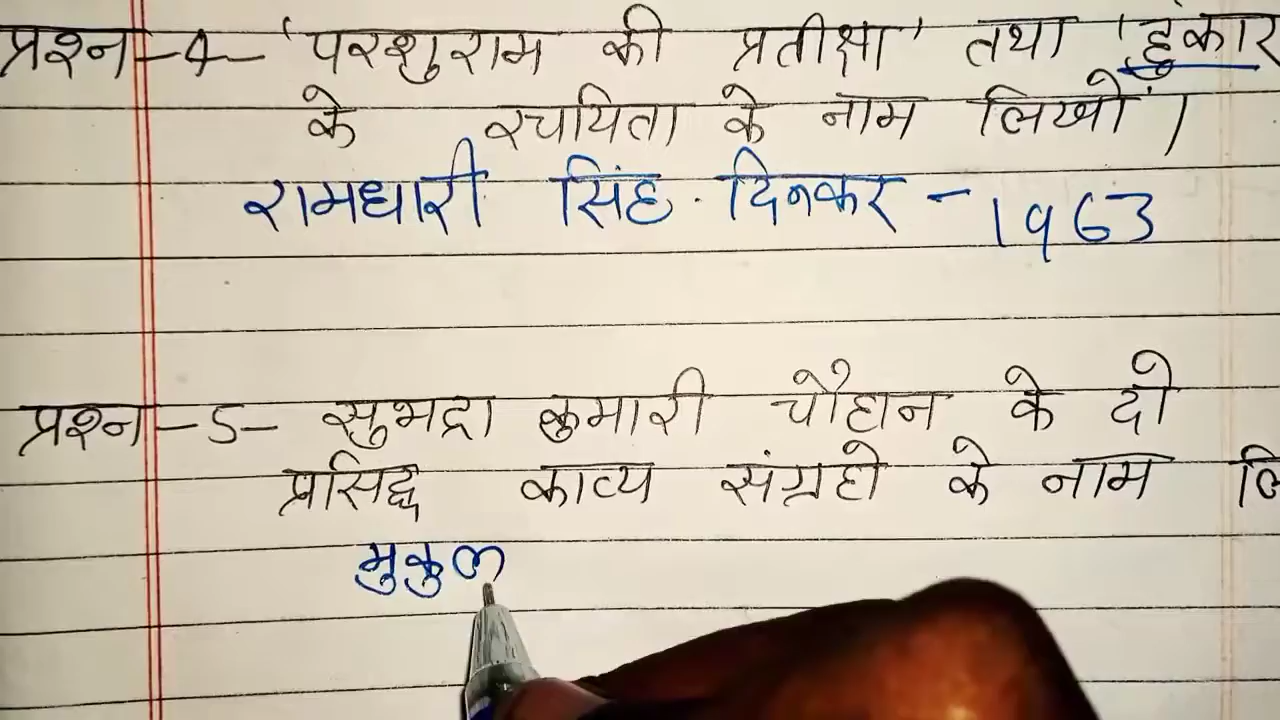 प्रश्न-4- 'परशुराम की प्रतीक्षा' तथा 'हुंकार
के रचयिता के नाम लिखों।
रामधारी सिंह दिनकर - 1963
प्रश्न-5- सुभद्रा कुमारी चौहान के दो
प्रसिद्ध काव्य संग्रहो के नाम लि
मुकुल